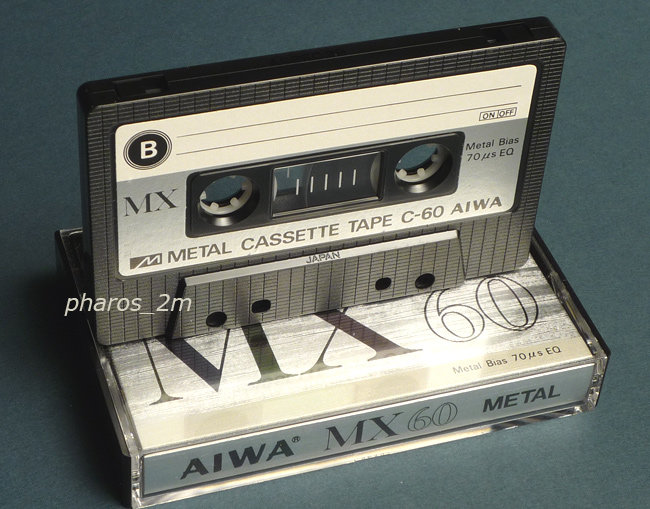 ON OFF
B
Metal Bias
70μs EQ
MX
METAL CASSETTE TAPE C-60 AIWA
JAPAN
pharos_2m
MX 60
Metal Bias 70μs EQ
AIWA® MX 60 METAL